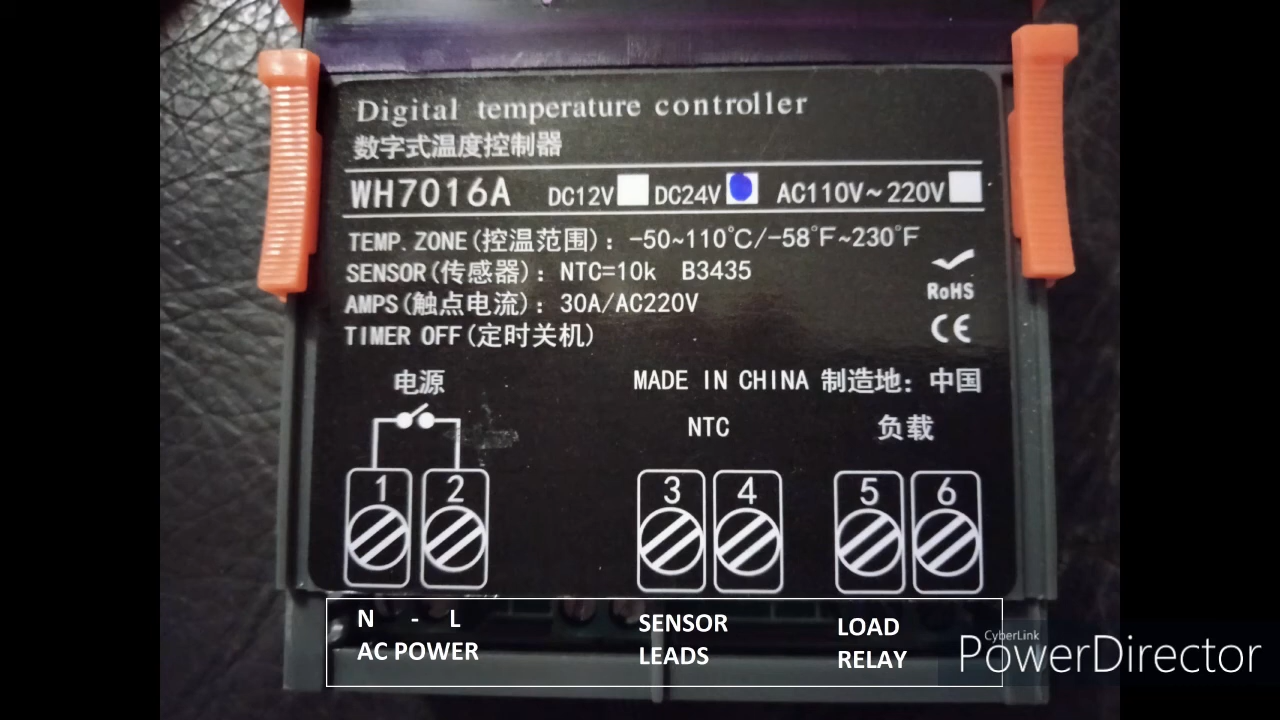 Digital temperature controller
数字式温度控制器
WH7016A DC12V DC24V AC110V~220V
TEMP. ZONE(控温范围): -50~110℃/-58°F~230°F
SENSOR(传感器): NTC=10k B3435
AMPS(触点电流): 30A/AC220V
RoHS
TIMER OFF(定时关机)
CE
电源
MADE IN CHINA 制造地: 中国
NTC 负载
1 2 3 4 5 6
N - L
AC POWER
SENSOR
LEADS
LOAD
RELAY
CyberLink
PowerDirector